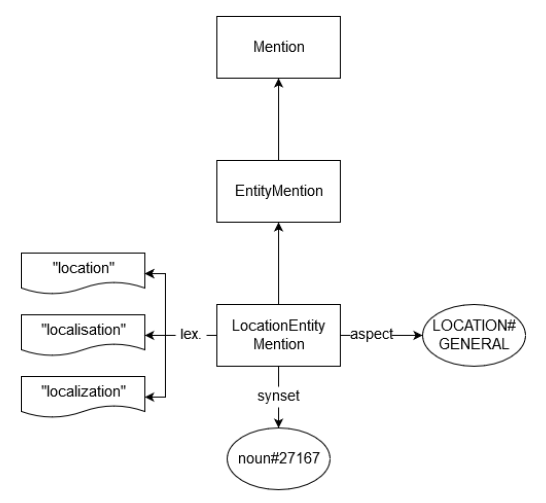 Mention
EntityMention
"location"
"localisation"
lex.
LocationEntity
Mention
aspect
LOCATION#
GENERAL
"localization"
synset
noun#27167